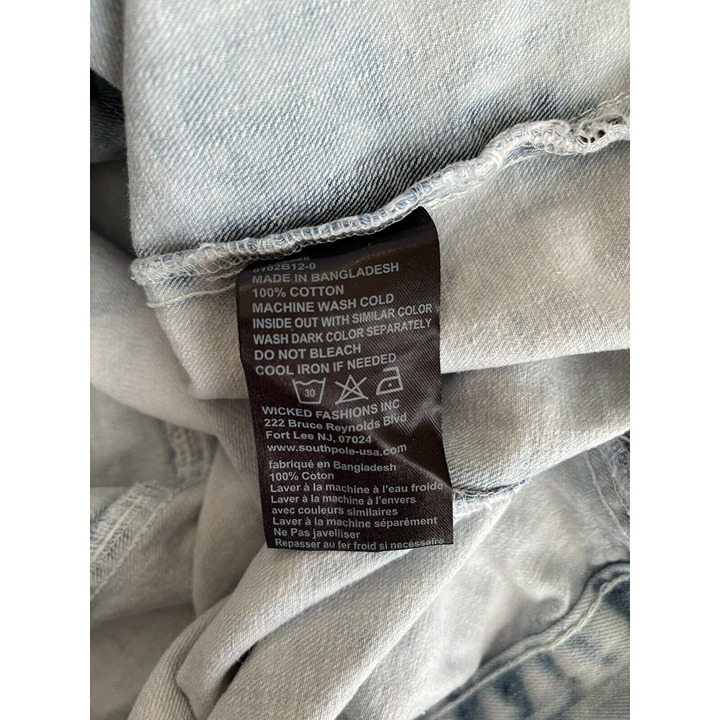 0102B12-0
MADE IN BANGLADESH
100% COTTON
MACHINE WASH COLD
INSIDE OUT WITH SIMILAR COLOR
WASH DARK COLOR SEPARATELY
DO NOT BLEACH
COOL IRON IF NEEDED
30
WICKED FASHIONS INC
222 Bruce Reynolds Blvd
Fort Lee NJ, 07024
www.southpole-usa.com
fabriqué en Bangladesh
100% Coton
Laver à la machine à l'eau froide
Laver à la machine à l'envers
avec couleurs similaires
Laver à la machine séparément
Ne Pas javelliser
Repasser au fer froid si necéssaire